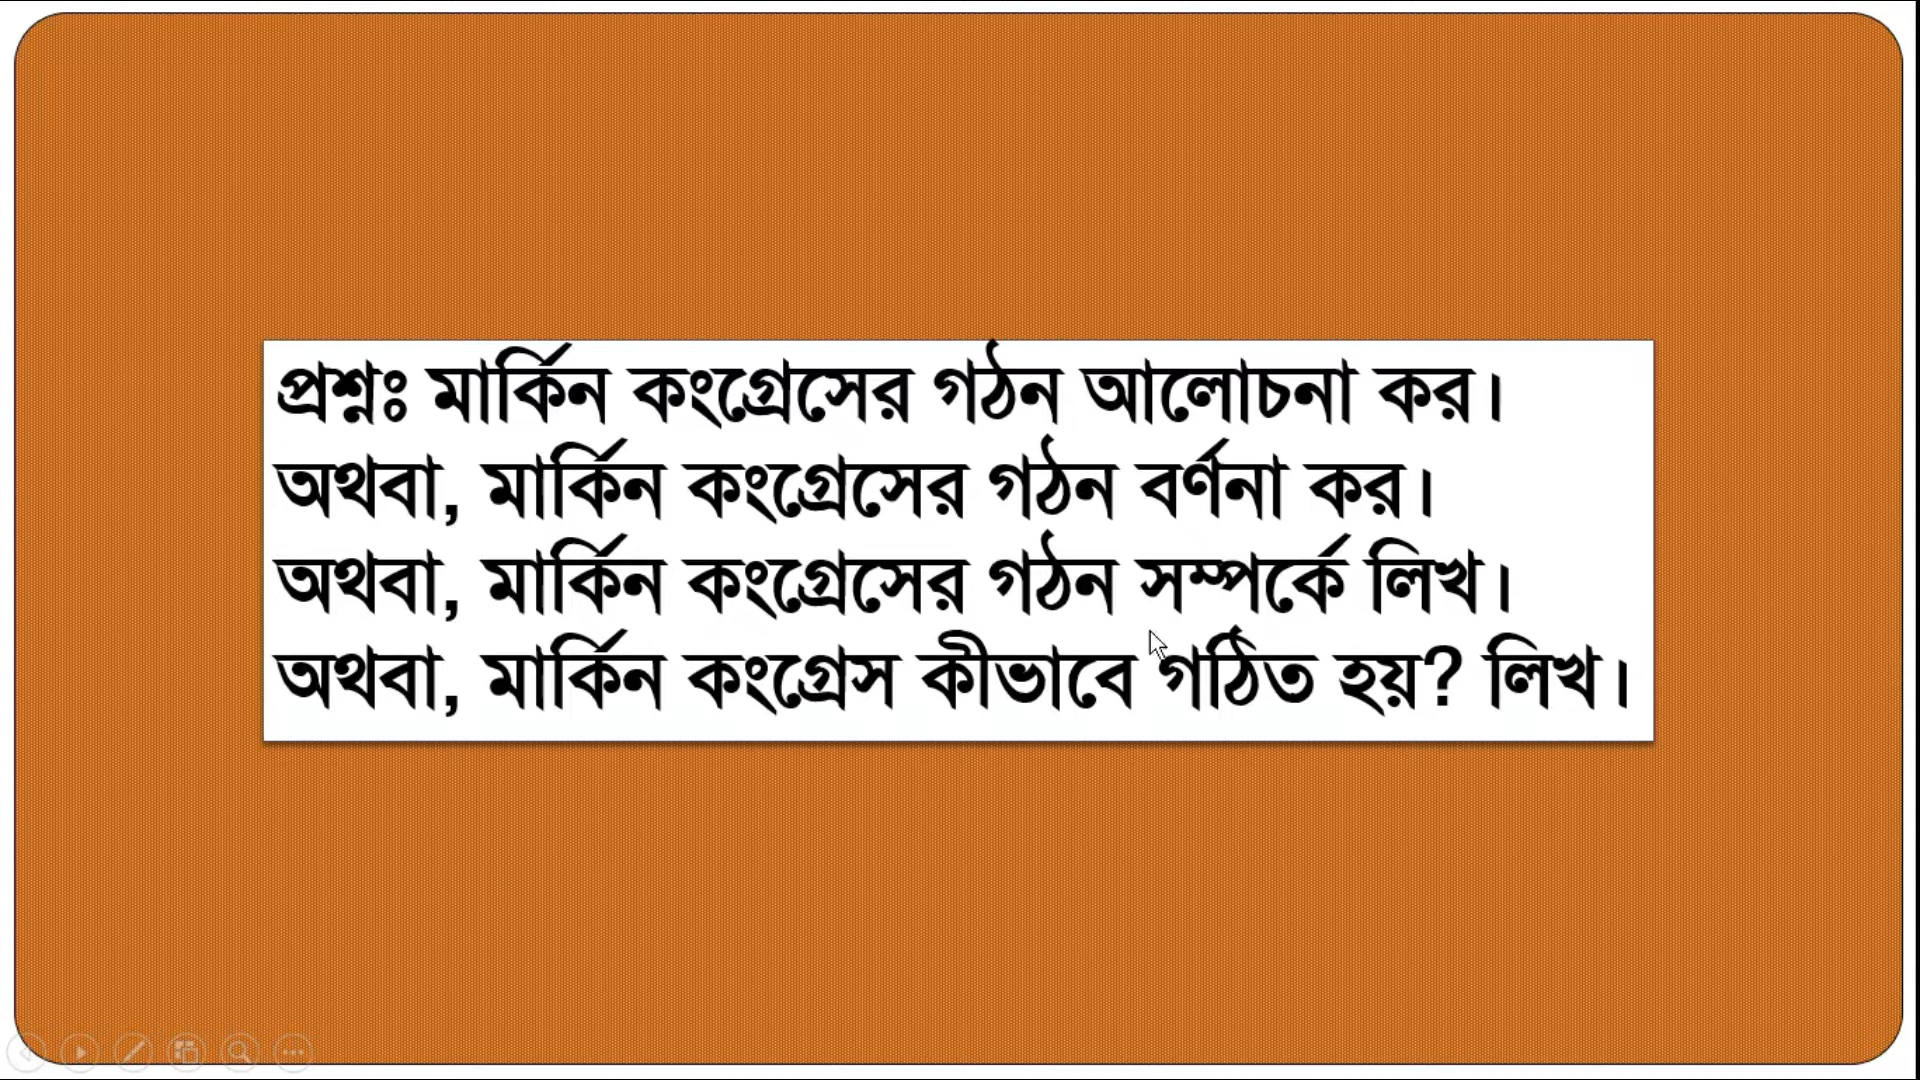 প্রশ্নঃ মার্কিন কংগ্রেসের গঠন আলোচনা কর।
অথবা, মার্কিন কংগ্রেসের গঠন বর্ণনা কর।
অথবা, মার্কিন কংগ্রেসের গঠন সম্পর্কে লিখ।
অথবা, মার্কিন কংগ্রেস কীভাবে গঠিত হয়? লিখ।